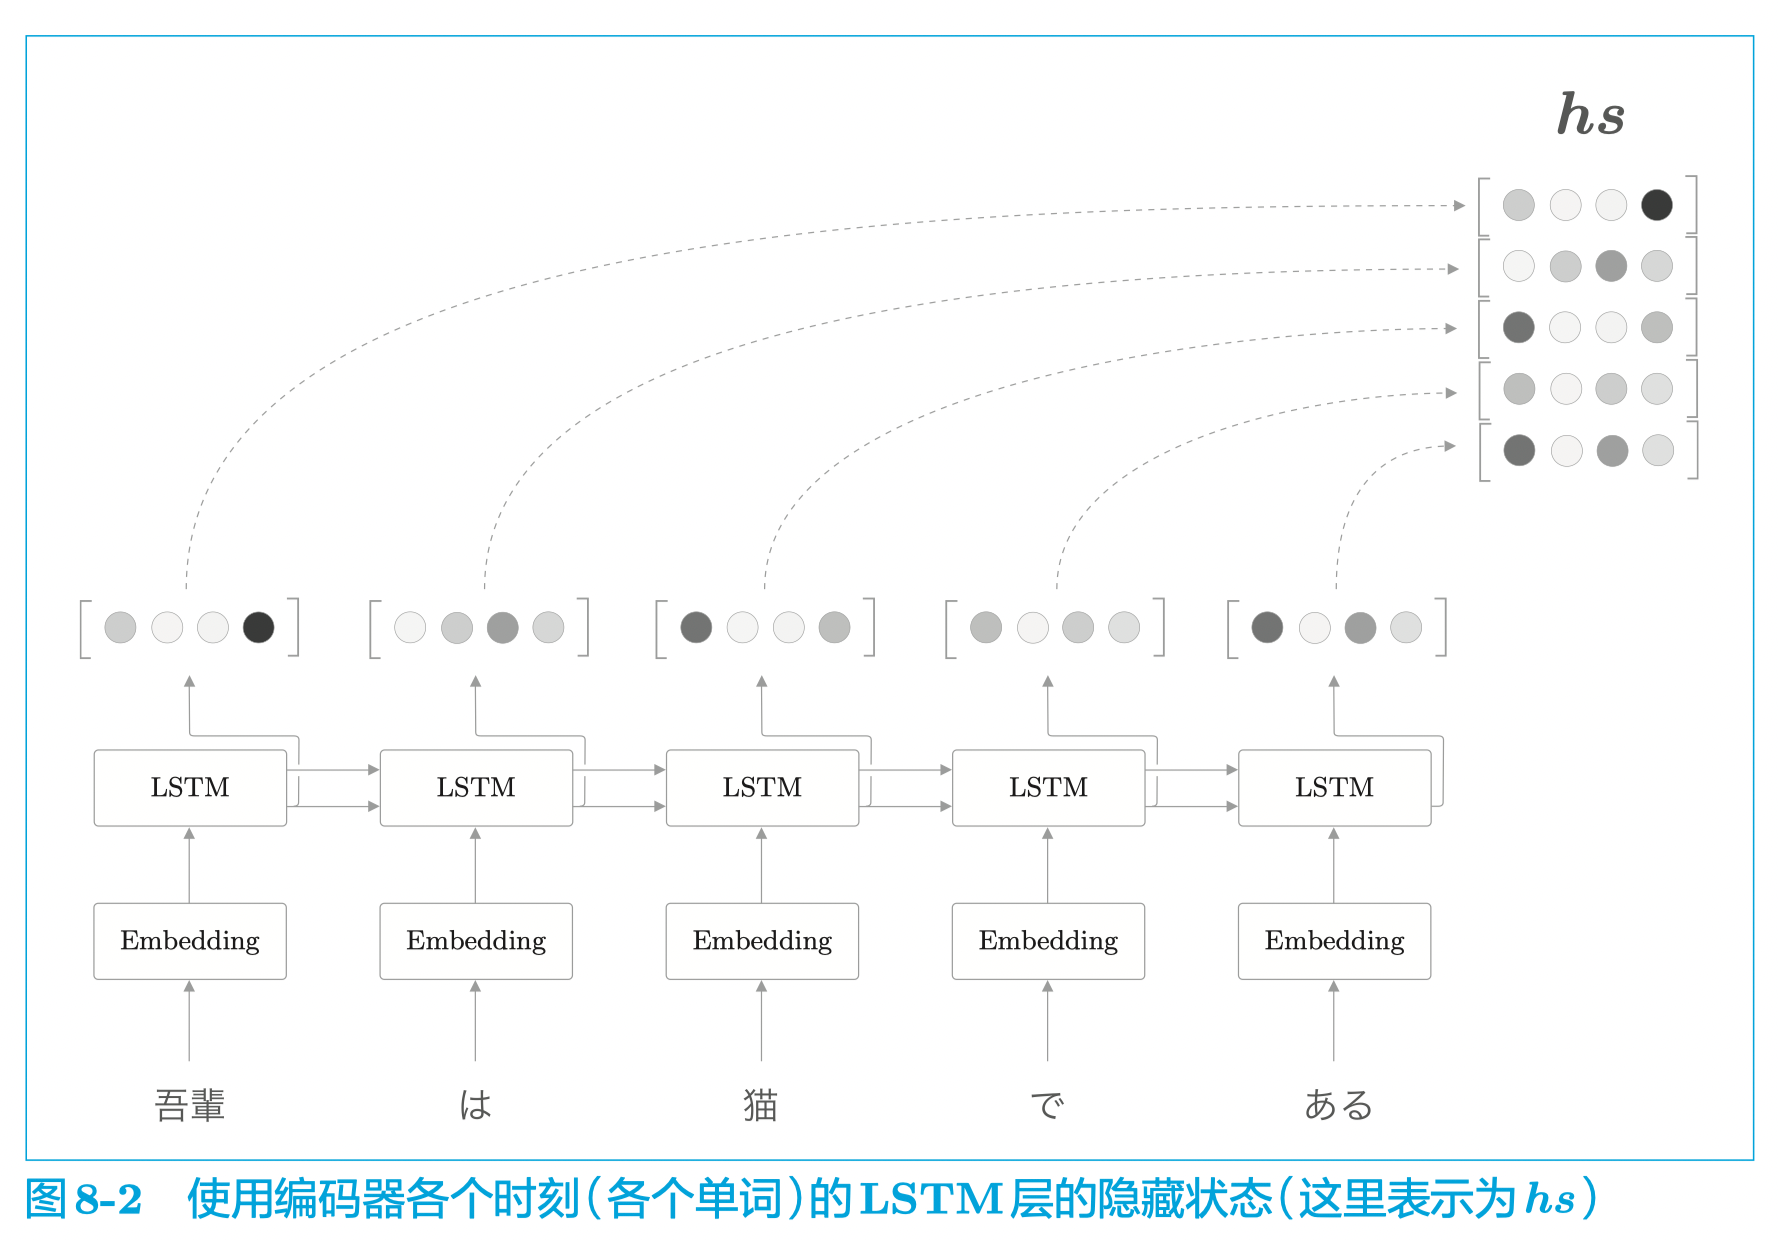 hs
LSTM LSTM LSTM LSTM LSTM
Embedding Embedding Embedding Embedding Embedding
吾輩 は 猫 で ある
图 8-2 使用编码器各个时刻(各个单词)的 LSTM 层的隐藏状态(这里表示为 hs)